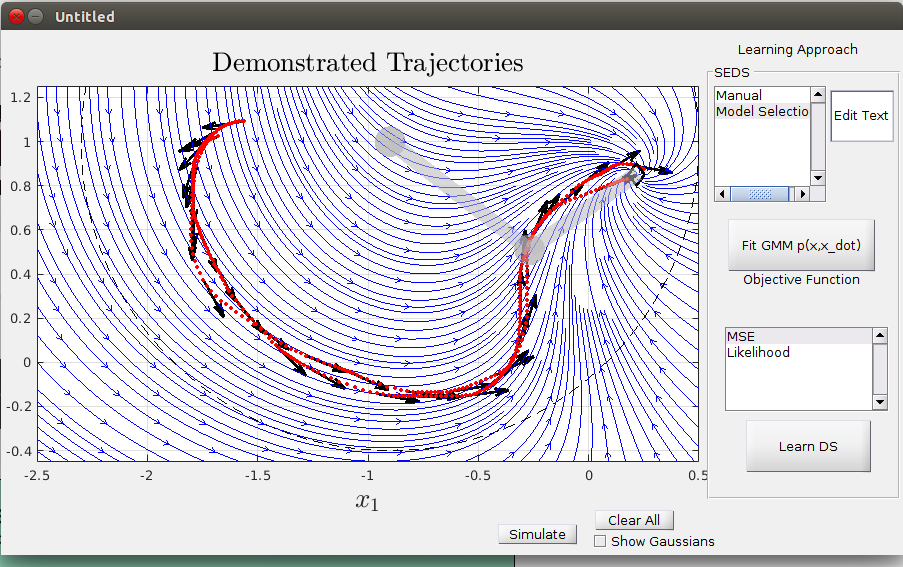 Untitled
Learning Approach
Demonstrated Trajectories
SEDS
Manual
Model Selectio
Edit Text
1.2
1
0.8
0.6
0.4
0.2
0
-0.2
-0.4
-2.5 -2 -1.5 -1 -0.5 0 0.5
x1
Fit GMM p(x,x_dot)
Objective Function
MSE
Likelihood
Learn DS
Simulate
Clear All
Show Gaussians